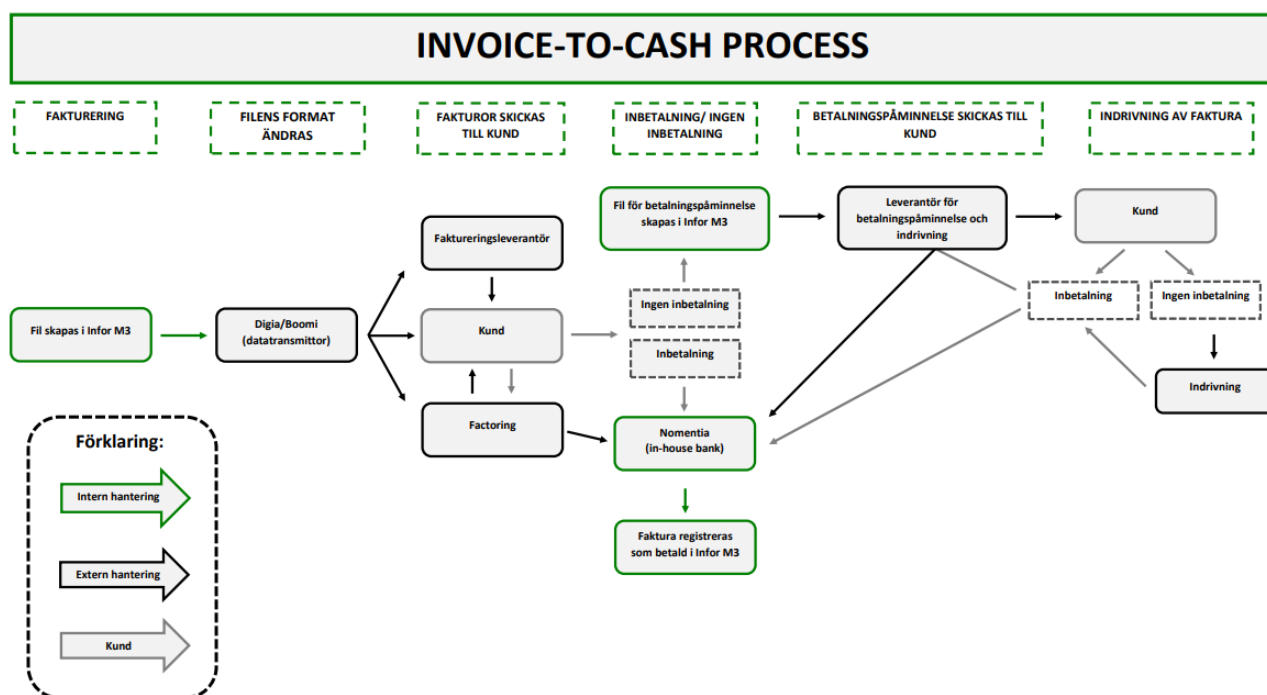 INVOICE-TO-CASH PROCESS
FAKTURERING
FILENS FORMAT
ÄNDRAS
FAKTUROR SKICKAS
TILL KUND
INBETALNING/ INGEN
INBETALNING
BETALNINGSPÅMINNELSE SKICKAS TILL
KUND
INDRIVNING AV FAKTURA
Fil skapas i Infor M3
Digia/Boomi
(datatransmittor)
Faktureringsleverantör
Kund
Factoring
Fil för betalningspåminnelse
skapas i Infor M3
Ingen inbetalning
Inbetalning
Nomentia
(in-house bank)
Faktura registreras
som betald i Infor M3
Leverantör för
betalningspåminnelse och
indrivning
Kund
Inbetalning
Ingen inbetalning
Indrivning
Förklaring:
Intern hantering
Extern hantering
Kund